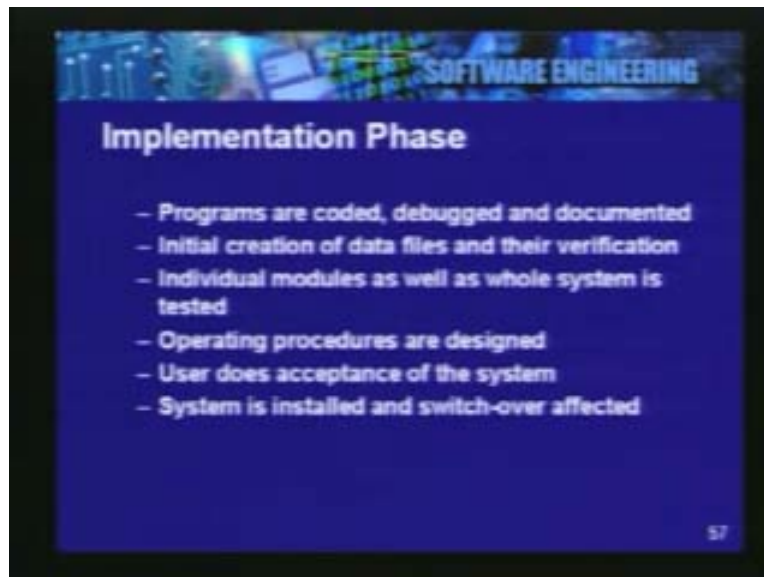 SOFTWARE ENGINEERING
Implementation Phase
– Programs are coded, debugged and documented
– Initial creation of data files and their verification
– Individual modules as well as whole system is
tested
– Operating procedures are designed
– User does acceptance of the system
– System is installed and switch-over affected
57